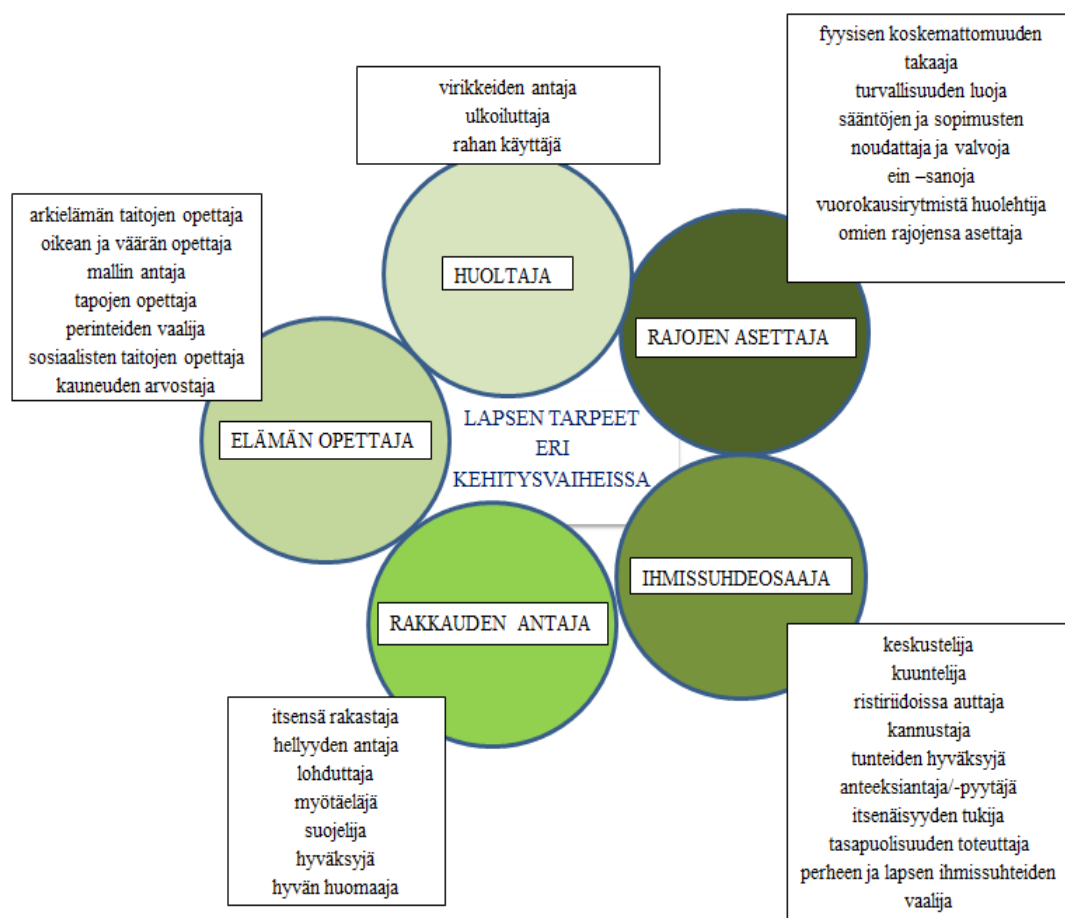 fyysisen koskemattomuuden
takaaja
turvallisuuden luoja
sääntöjen ja sopimusten
noudattaja ja valvoja
ein –sanoja
vuorokausirytmistä huolehtija
omien rajojensa asettaja
virikkeiden antaja
ulkoiluttaja
rahan käyttäjä
arkielämän taitojen opettaja
oikean ja väärän opettaja
mallin antaja
tapojen opettaja
perinteiden vaalija
sosiaalisten taitojen opettaja
kauneuden arvostaja
HUOLTAJA
RAJOJEN ASETTAJA
ELÄMÄN OPETTAJA
LAPSEN TARPEET
ERI
KEHITYSVAIHEISSA
IHMISSUHDEOSAAJA
RAKKAUDEN ANTAJA
itsensä rakastaja
hellyyden antaja
lohduttaja
myötäeläjä
suojelija
hyväksyjä
hyvän huomaaja
keskustelija
kuuntelija
ristiriidoissa auttaja
kannustaja
tunteiden hyväksyjä
anteeksiantaja/-pyytäjä
itsenäisyyden tukija
tasapuolisuuden toteuttaja
perheen ja lapsen ihmissuhteiden
vaalija